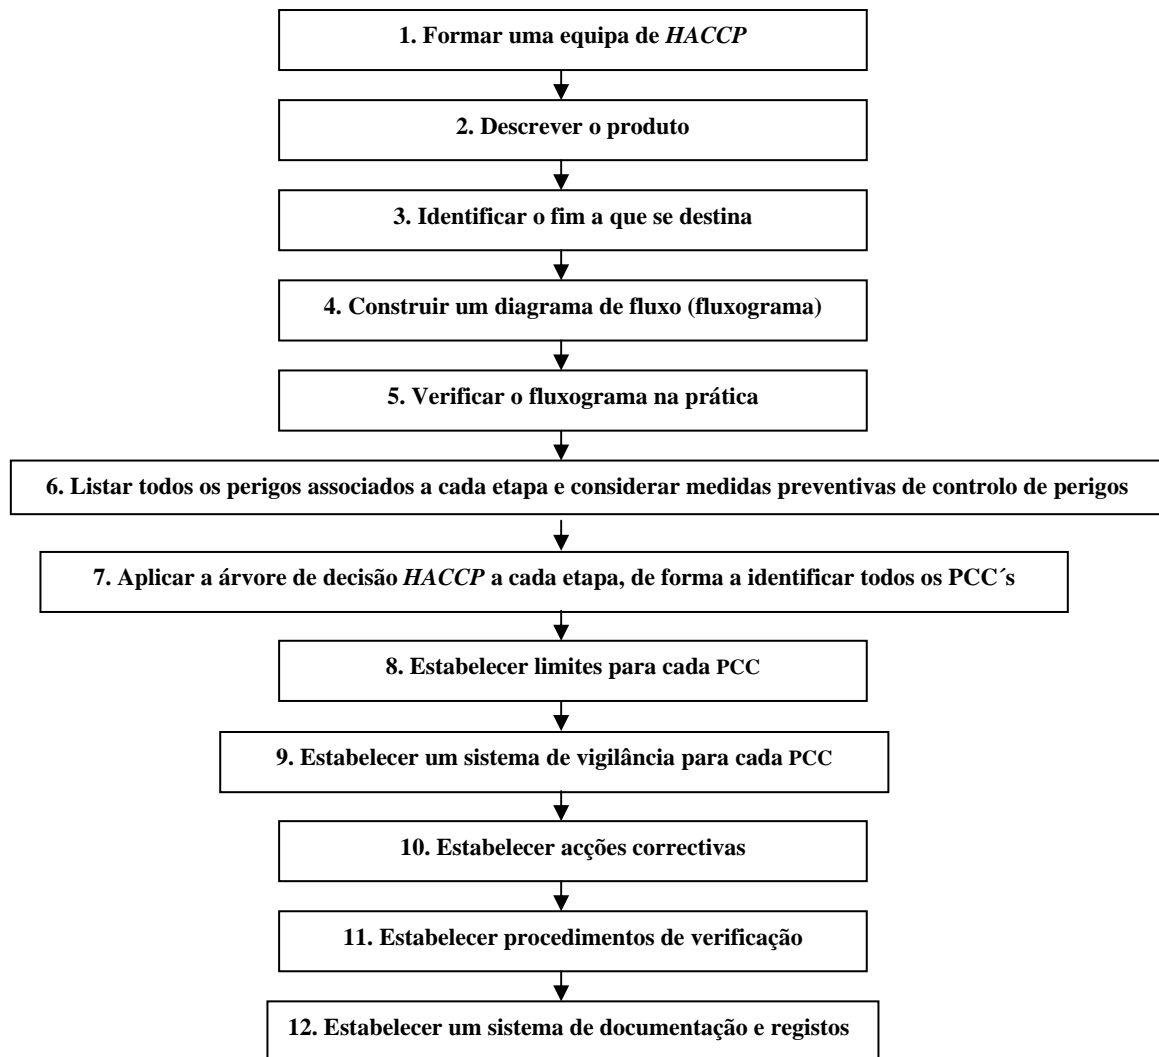 1. Formar uma equipa de HACCP
2. Descrever o produto
3. Identificar o fim a que se destina
4. Construir um diagrama de fluxo (fluxograma)
5. Verificar o fluxograma na prática
6. Listar todos os perigos associados a cada etapa e considerar medidas preventivas de controlo de perigos
7. Aplicar a árvore de decisão HACCP a cada etapa, de forma a identificar todos os PCC´s
8. Estabelecer limites para cada PCC
9. Estabelecer um sistema de vigilância para cada PCC
10. Estabelecer acções correctivas
11. Estabelecer procedimentos de verificação
12. Estabelecer um sistema de documentação e registos